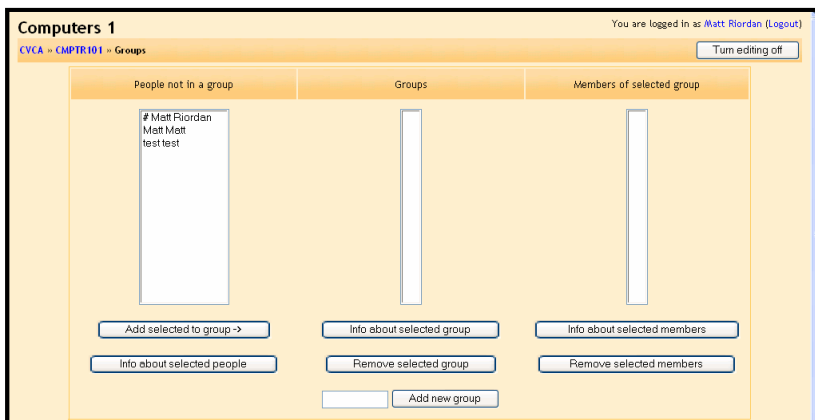 Computers 1
You are logged in as Matt Riordan (Logout)
CVCA » CMPTR101 » Groups
Turn editing off
People not in a group
Groups
Members of selected group
# Matt Riordan
Matt Matt
test test
Add selected to group ->
Info about selected group
Info about selected members
Info about selected people
Remove selected group
Remove selected members
Add new group